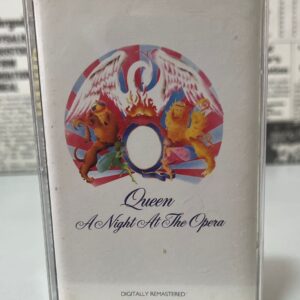 Queen
A Night At The Opera
DIGITALLY REMASTERED